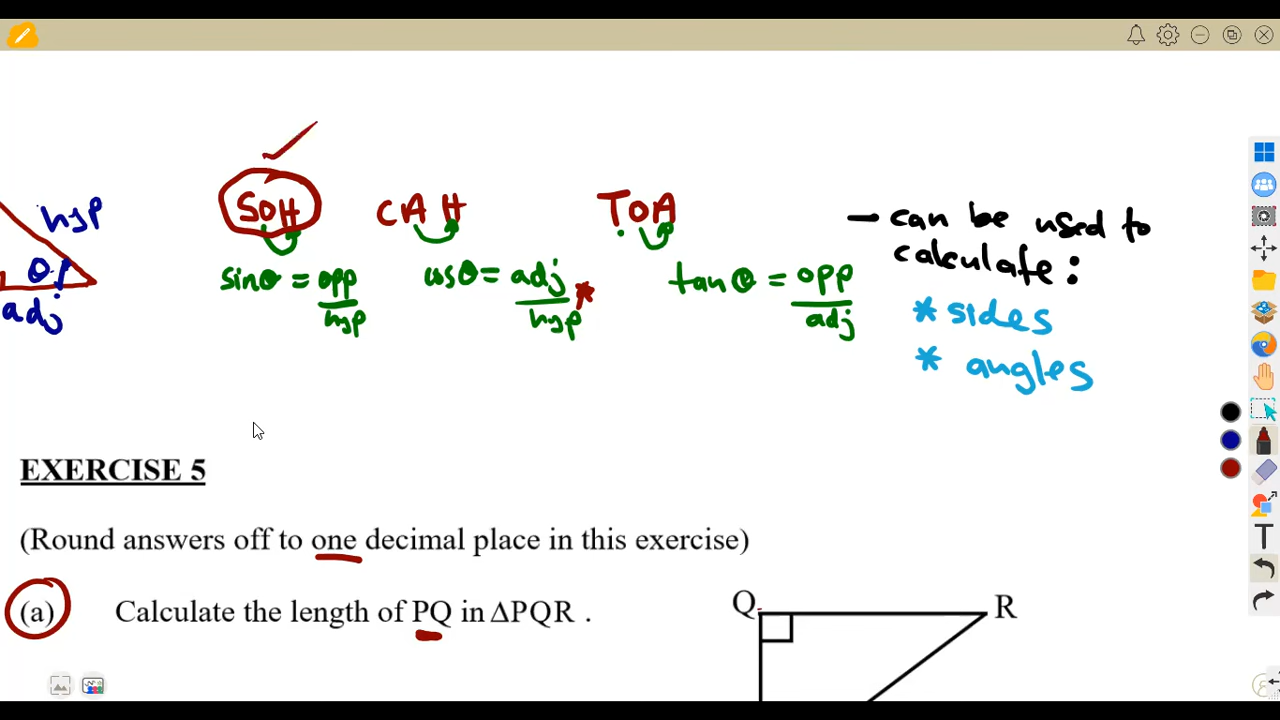 SOH CAH TOA
hyp
θ
adj
sinθ = opp/hyp cosθ = adj/hyp * tanθ = opp/adj
– can be used to
calculate:
* sides
* angles
EXERCISE 5
(Round answers off to one decimal place in this exercise)
(a) Calculate the length of PQ in ΔPQR .
Q R
T